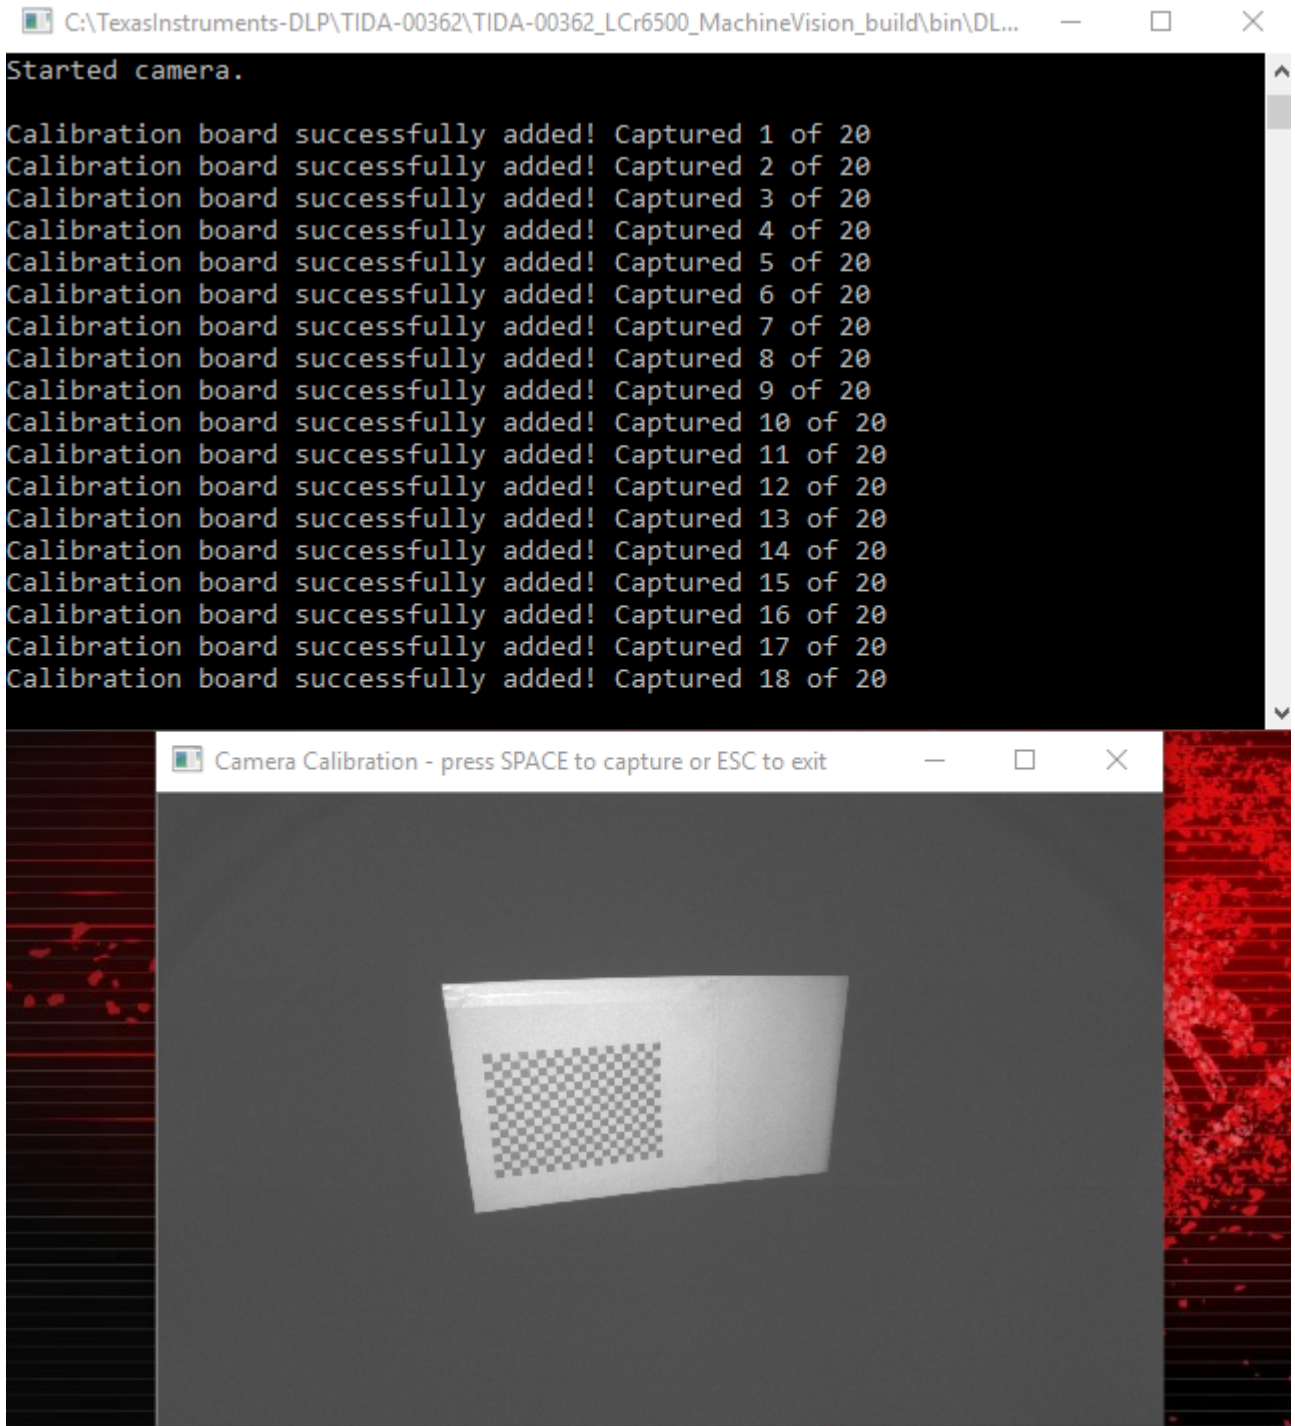 C:\TexasInstruments-DLP\TIDA-00362\TIDA-00362_LCr6500_MachineVision_build\bin\DL...
Started camera.
Calibration board successfully added! Captured 1 of 20
Calibration board successfully added! Captured 2 of 20
Calibration board successfully added! Captured 3 of 20
Calibration board successfully added! Captured 4 of 20
Calibration board successfully added! Captured 5 of 20
Calibration board successfully added! Captured 6 of 20
Calibration board successfully added! Captured 7 of 20
Calibration board successfully added! Captured 8 of 20
Calibration board successfully added! Captured 9 of 20
Calibration board successfully added! Captured 10 of 20
Calibration board successfully added! Captured 11 of 20
Calibration board successfully added! Captured 12 of 20
Calibration board successfully added! Captured 13 of 20
Calibration board successfully added! Captured 14 of 20
Calibration board successfully added! Captured 15 of 20
Calibration board successfully added! Captured 16 of 20
Calibration board successfully added! Captured 17 of 20
Calibration board successfully added! Captured 18 of 20
Camera Calibration - press SPACE to capture or ESC to exit